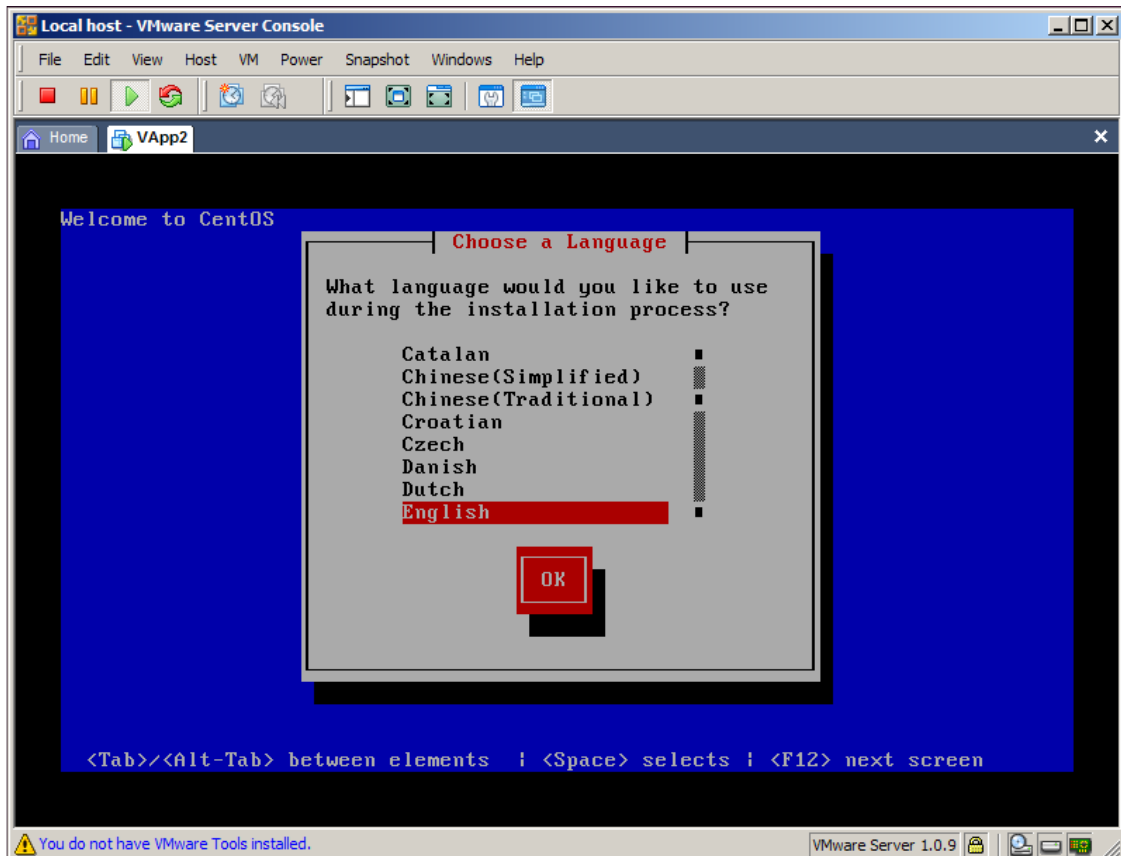 Local host - VMware Server Console
File Edit View Host VM Power Snapshot Windows Help
Home VApp2
Welcome to CentOS
Choose a Language
What language would you like to use
during the installation process?
Catalan
Chinese(Simplified)
Chinese(Traditional)
Croatian
Czech
Danish
Dutch
English
OK
<Tab>/<Alt-Tab> between elements | <Space> selects | <F12> next screen
You do not have VMware Tools installed. VMware Server 1.0.9